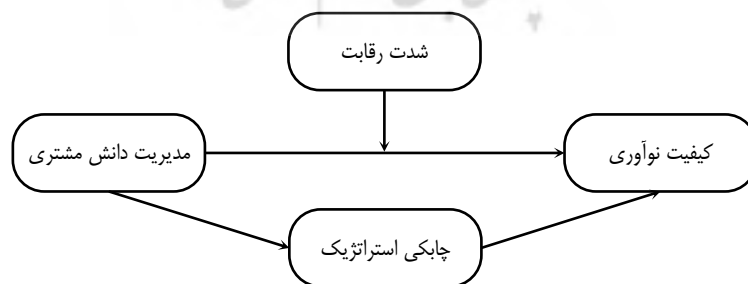 شدت رقابت
مدیریت دانش مشتری
کیفیت نوآوری
چابکی استراتژیک